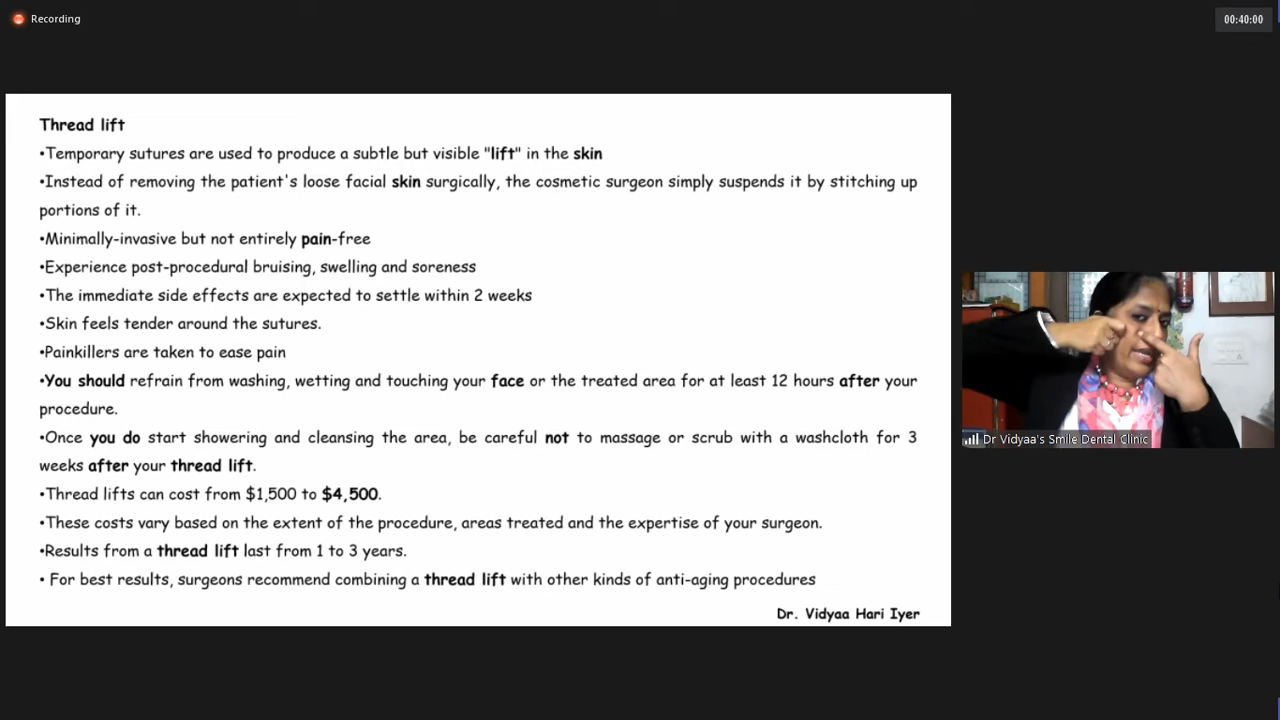 Recording
00:40:00
Thread lift
•Temporary sutures are used to produce a subtle but visible "lift" in the skin
•Instead of removing the patient's loose facial skin surgically, the cosmetic surgeon simply suspends it by stitching up
portions of it.
•Minimally-invasive but not entirely pain-free
•Experience post-procedural bruising, swelling and soreness
•The immediate side effects are expected to settle within 2 weeks
•Skin feels tender around the sutures.
•Painkillers are taken to ease pain
•You should refrain from washing, wetting and touching your face or the treated area for at least 12 hours after your
procedure.
•Once you do start showering and cleansing the area, be careful not to massage or scrub with a washcloth for 3
weeks after your thread lift.
•Thread lifts can cost from $1,500 to $4,500.
•These costs vary based on the extent of the procedure, areas treated and the expertise of your surgeon.
•Results from a thread lift last from 1 to 3 years.
• For best results, surgeons recommend combining a thread lift with other kinds of anti-aging procedures
Dr. Vidyaa Hari Iyer
Dr Vidyaa's Smile Dental Clinic